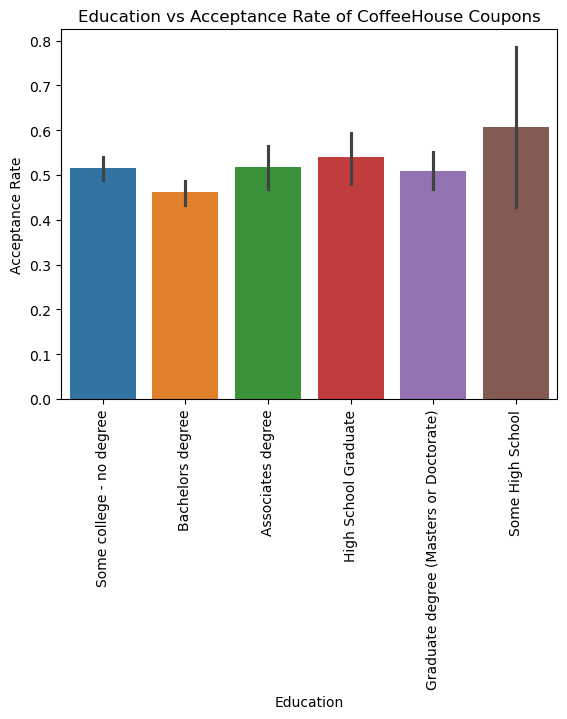 Education vs Acceptance Rate of CoffeeHouse Coupons
Acceptance Rate
0.8
0.7
0.6
0.5
0.4
0.3
0.2
0.1
0.0
Some college - no degree
Bachelors degree
Associates degree
High School Graduate
Graduate degree (Masters or Doctorate)
Some High School
Education